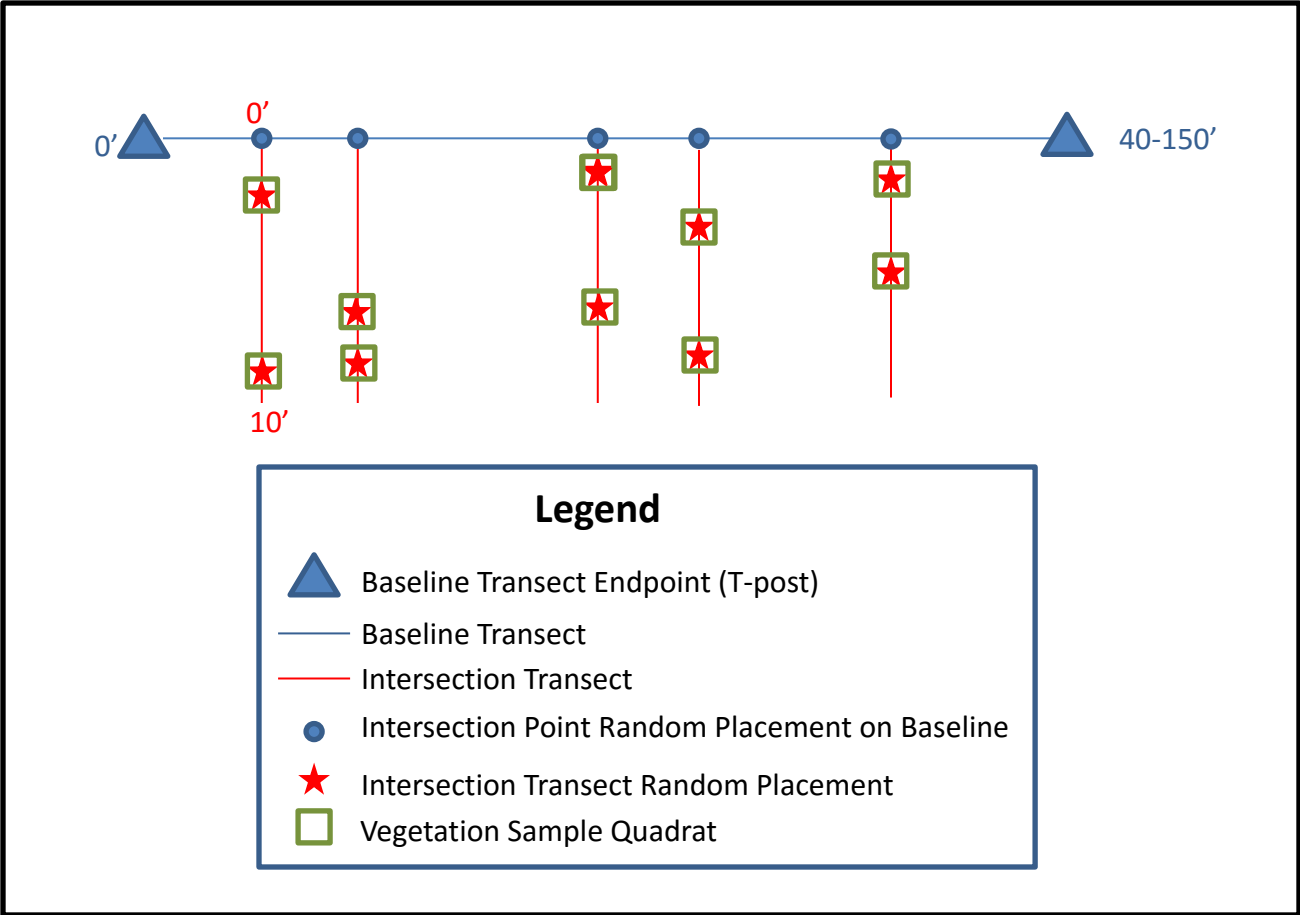 0’
0’
40-150’
10’
Legend
Baseline Transect Endpoint (T-post)
Baseline Transect
Intersection Transect
Intersection Point Random Placement on Baseline
Intersection Transect Random Placement
Vegetation Sample Quadrat